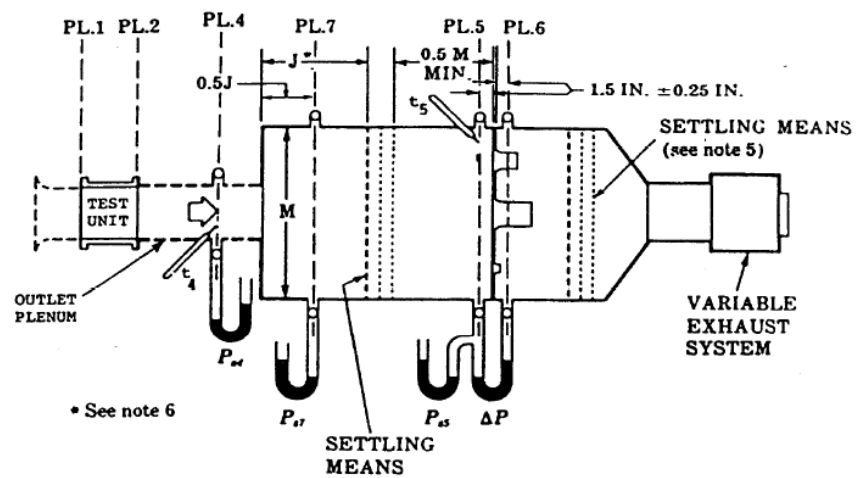 PL.1 PL.2 PL.4 PL.7 PL.5 PL.6
J* 0.5 M
MIN.
0.5J
1.5 IN. ±0.25 IN.
t5
SETTLING MEANS
(see note 5)
TEST
UNIT
M
t4
OUTLET
PLENUM
VARIABLE
EXHAUST
SYSTEM
Ps4
* See note 6
Ps7 Ps5 ΔP
SETTLING
MEANS